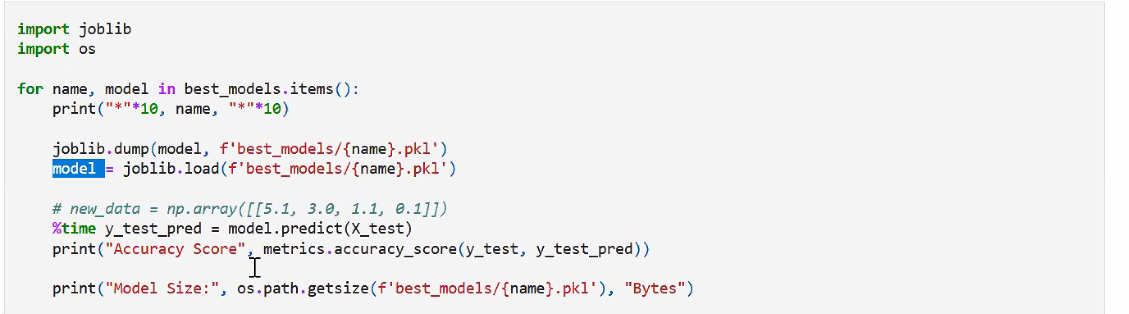 import joblib
import os
for name, model in best_models.items():
    print("*"*10, name, "*"*10)
    joblib.dump(model, f'best_models/{name}.pkl')
    model = joblib.load(f'best_models/{name}.pkl')
    # new_data = np.array([[5.1, 3.0, 1.1, 0.1]])
    %time y_test_pred = model.predict(X_test)
    print("Accuracy Score", metrics.accuracy_score(y_test, y_test_pred))
    print("Model Size:", os.path.getsize(f'best_models/{name}.pkl'), "Bytes")